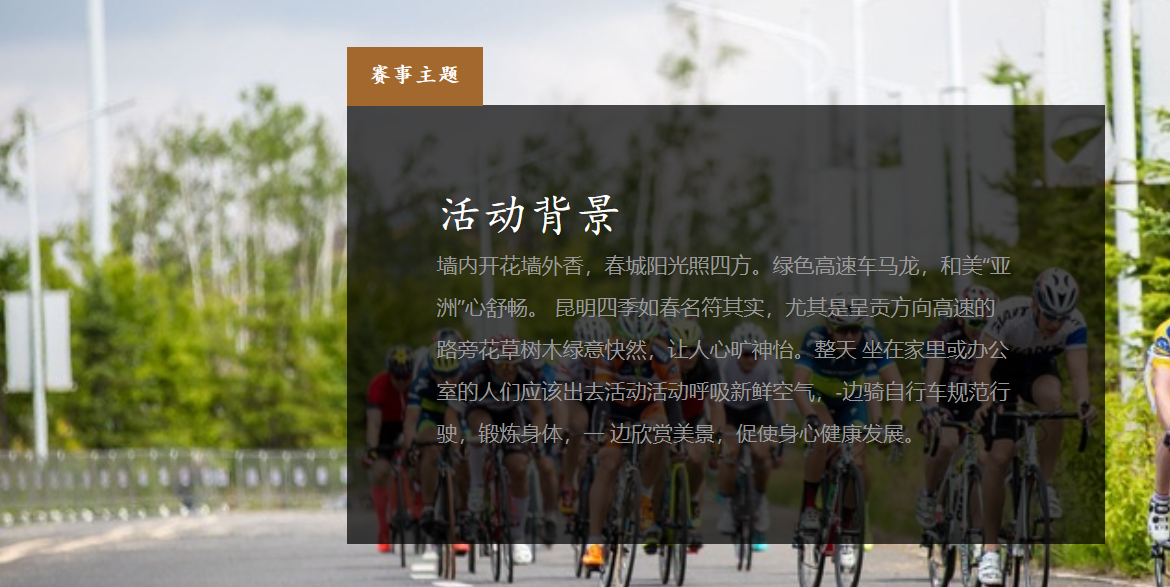 赛事主题
活动背景
墙内开花墙外香，春城阳光照四方。绿色高速车马龙，和美“亚
洲”心舒畅。 昆明四季如春名符其实，尤其是呈贡方向高速的
路旁花草树木绿意快然，让人心旷神怡。整天 坐在家里或办公
室的人们应该出去活动活动呼吸新鲜空气，-边骑自行车规范行
驶，锻炼身体，一 边欣赏美景，促使身心健康发展。